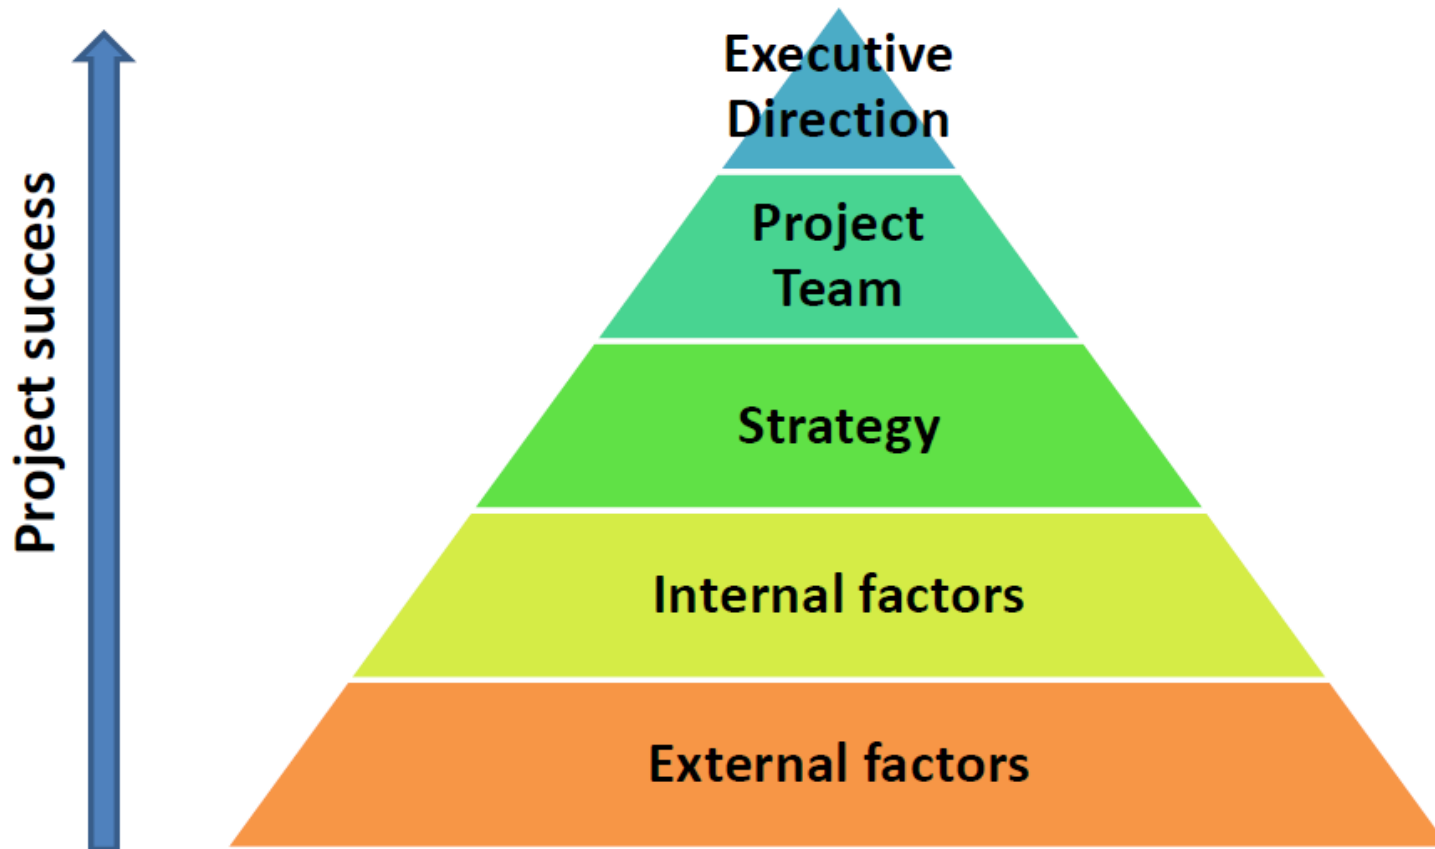 Project success
Executive
Direction
Project
Team
Strategy
Internal factors
External factors